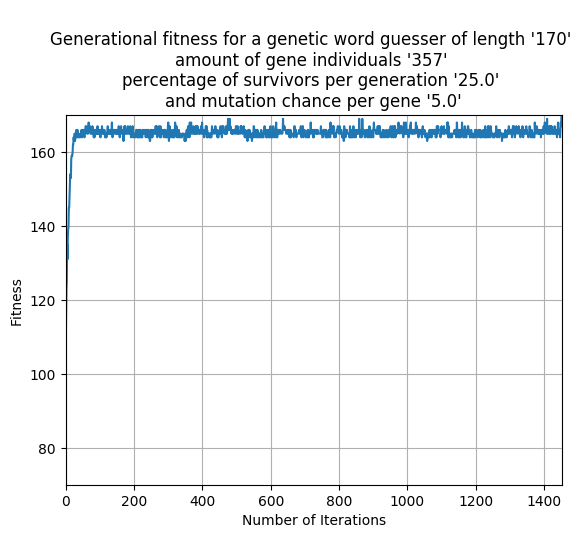 Generational fitness for a genetic word guesser of length '170'
amount of gene individuals '357'
percentage of survivors per generation '25.0'
and mutation chance per gene '5.0'
160
140
120
100
80
Fitness
0 200 400 600 800 1000 1200 1400
Number of Iterations